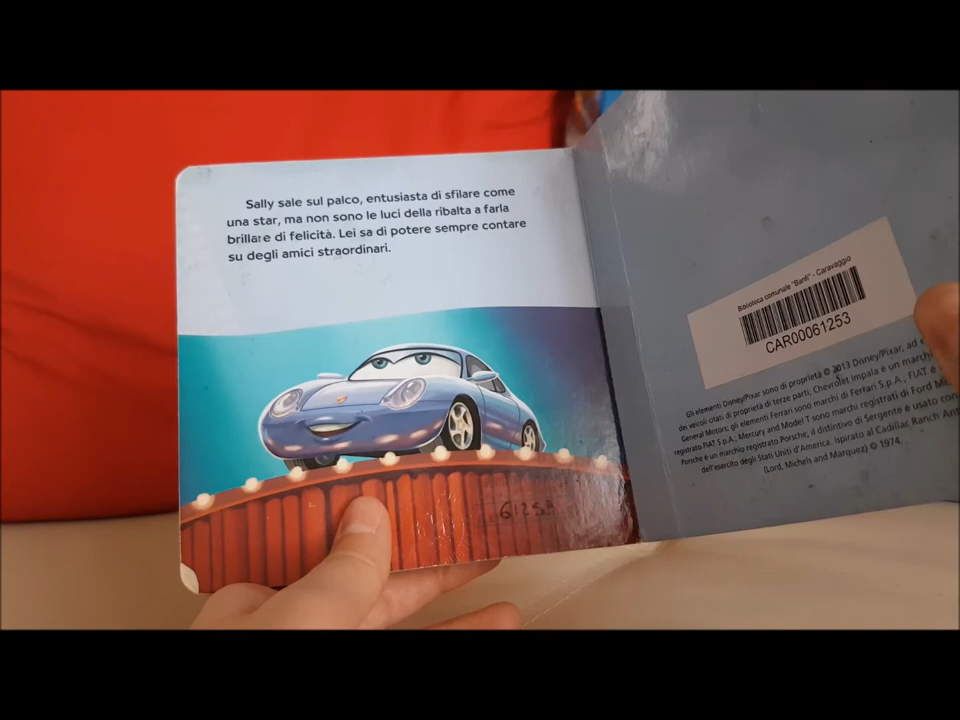 Sally sale sul palco, entusiasta di sfilare come
una star, ma non sono le luci della ribalta a farla
brillare di felicità. Lei sa di potere sempre contare
su degli amici straordinari.
Biblioteca comunale "Banfi" - Caravaggio
CAR00061253
Gli elementi Disney/Pixar sono di proprietà © 2013 Disney/Pixar, ad
dei veicoli citati di proprietà di terze parti, Chevrolet Impala è un march
General Motors; gli elementi Ferrari sono marchi di Ferrari S.p.A., FIAT è
registrato FIAT S.p.A., Mercury and Model T sono marchi registrati di Ford
Porsche è un marchio registrato Porsche, il distintivo di Sergente è usato con
dell'esercito degli Stati Uniti d'America. Ispirato al Cadillac Ranch Ant
(Lord, Michels and Marquez) © 1974.